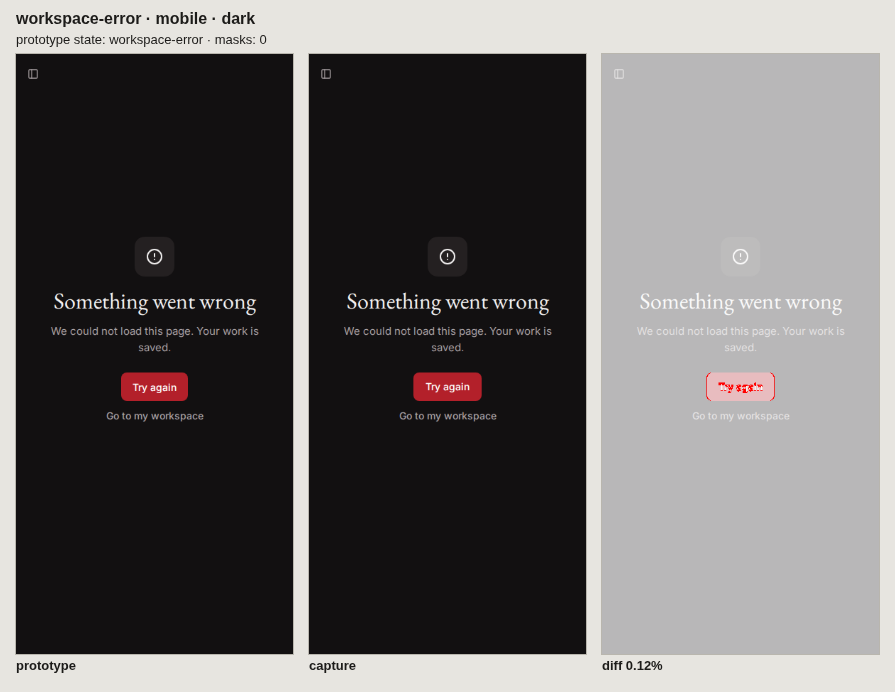 workspace-error · mobile · dark
prototype state: workspace-error · masks: 0
Something went wrong
We could not load this page. Your work is
saved.
Try again
Go to my workspace
prototype
Something went wrong
We could not load this page. Your work is
saved.
Try again
Go to my workspace
capture
Something went wrong
We could not load this page. Your work is
saved.
Try again
Go to my workspace
diff 0.12%